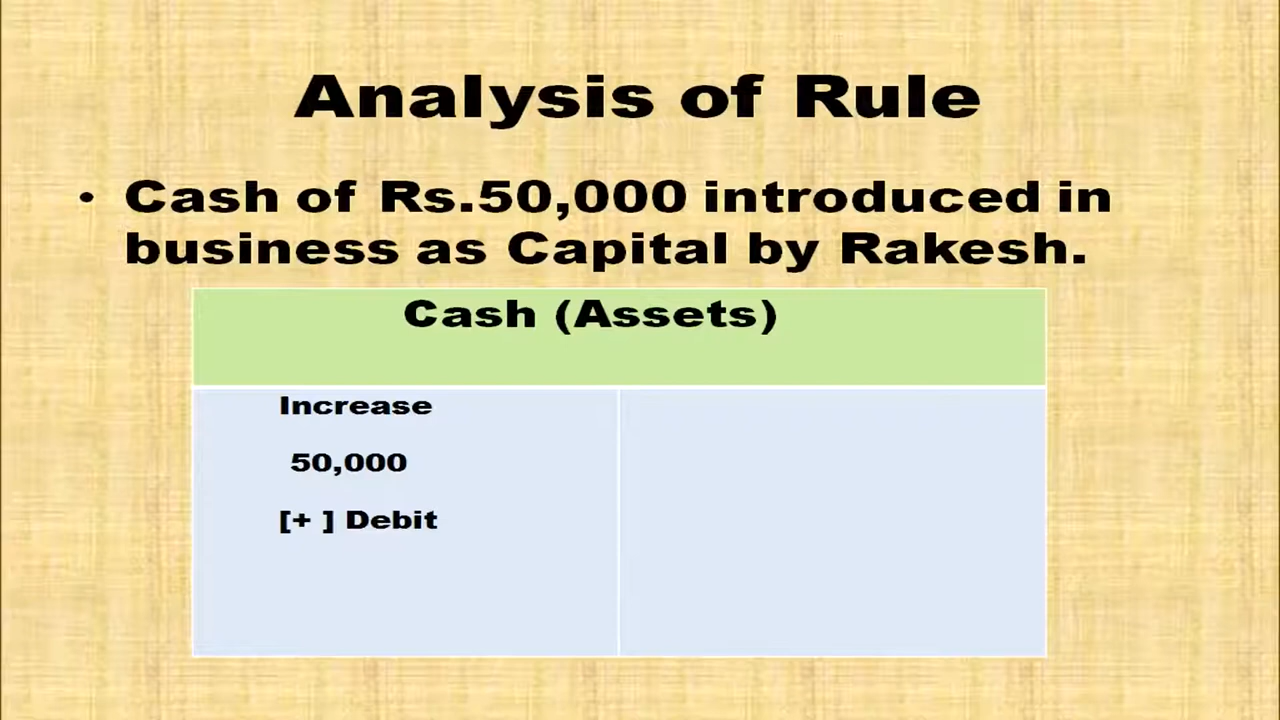 Analysis of Rule
• Cash of Rs.50,000 introduced in
business as Capital by Rakesh.
Cash (Assets)
Increase
50,000
[+ ] Debit